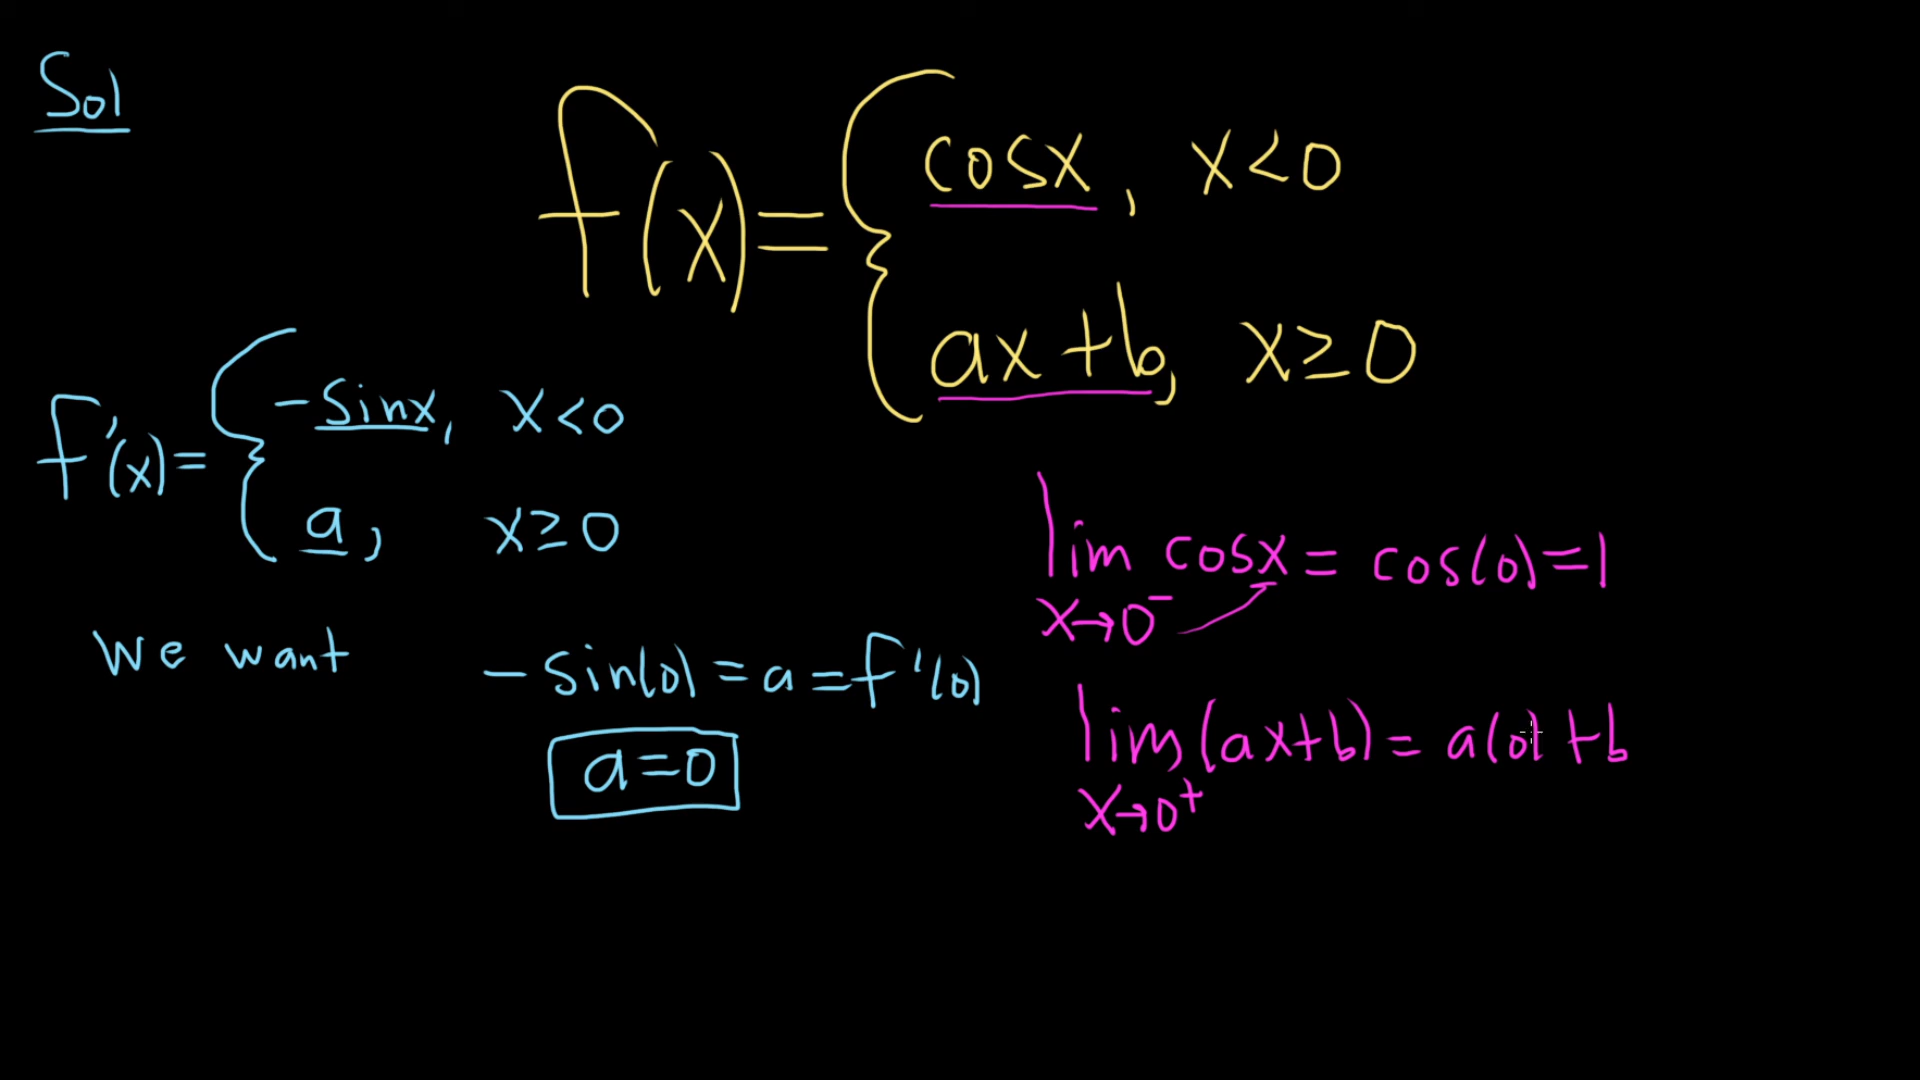 Sol
f(x)= { cosx, x<0
ax+b, x≥0
f'(x)= { -sinx, x<0
a, x≥0
We want -sin(0)=a=f'(0)
a=0
lim cosx = cos(0)=1
x→0⁻
lim (ax+b) = a(0)+b
x→0⁺